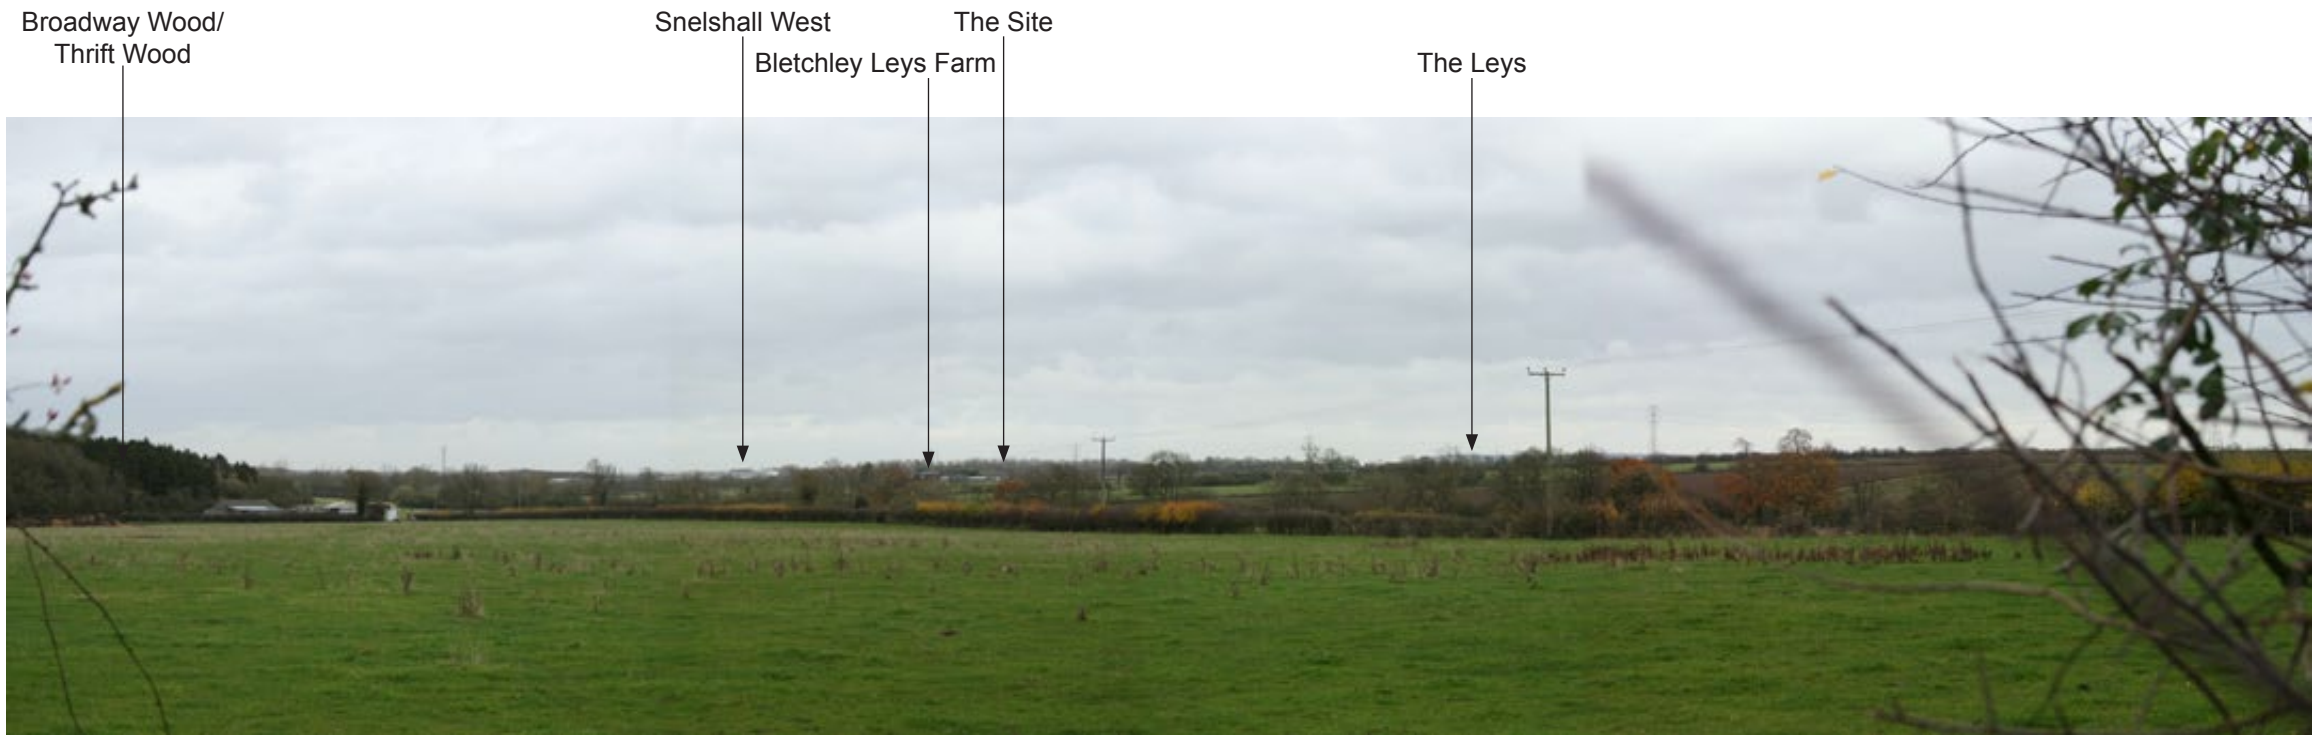 Broadway Wood/
Thrift Wood
Snelshall West
Bletchley Leys Farm
The Site
The Leys